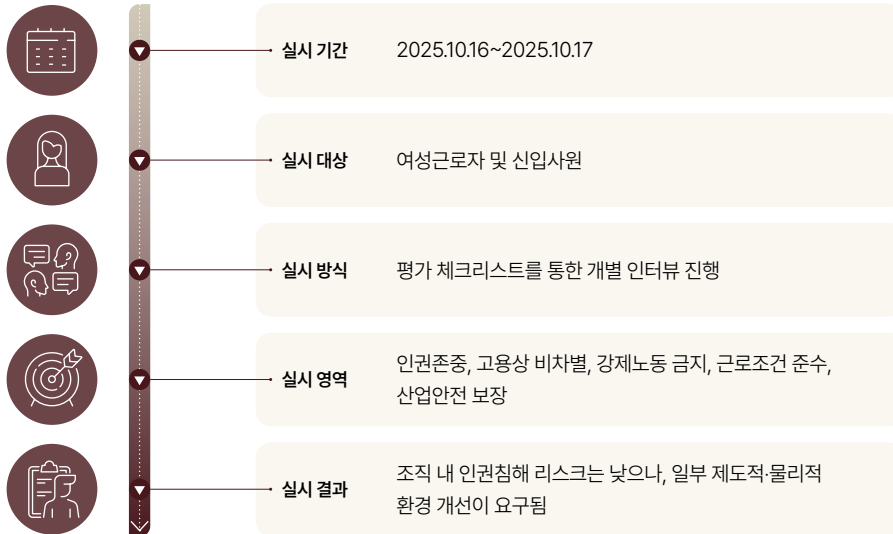 실시 기간
2025.10.16~2025.10.17
실시 대상
여성근로자 및 신입사원
실시 방식
평가 체크리스트를 통한 개별 인터뷰 진행
실시 영역
인권존중, 고용상 비차별, 강제노동 금지, 근로조건 준수,
산업안전 보장
실시 결과
조직 내 인권침해 리스크는 낮으나, 일부 제도적·물리적
환경 개선이 요구됨